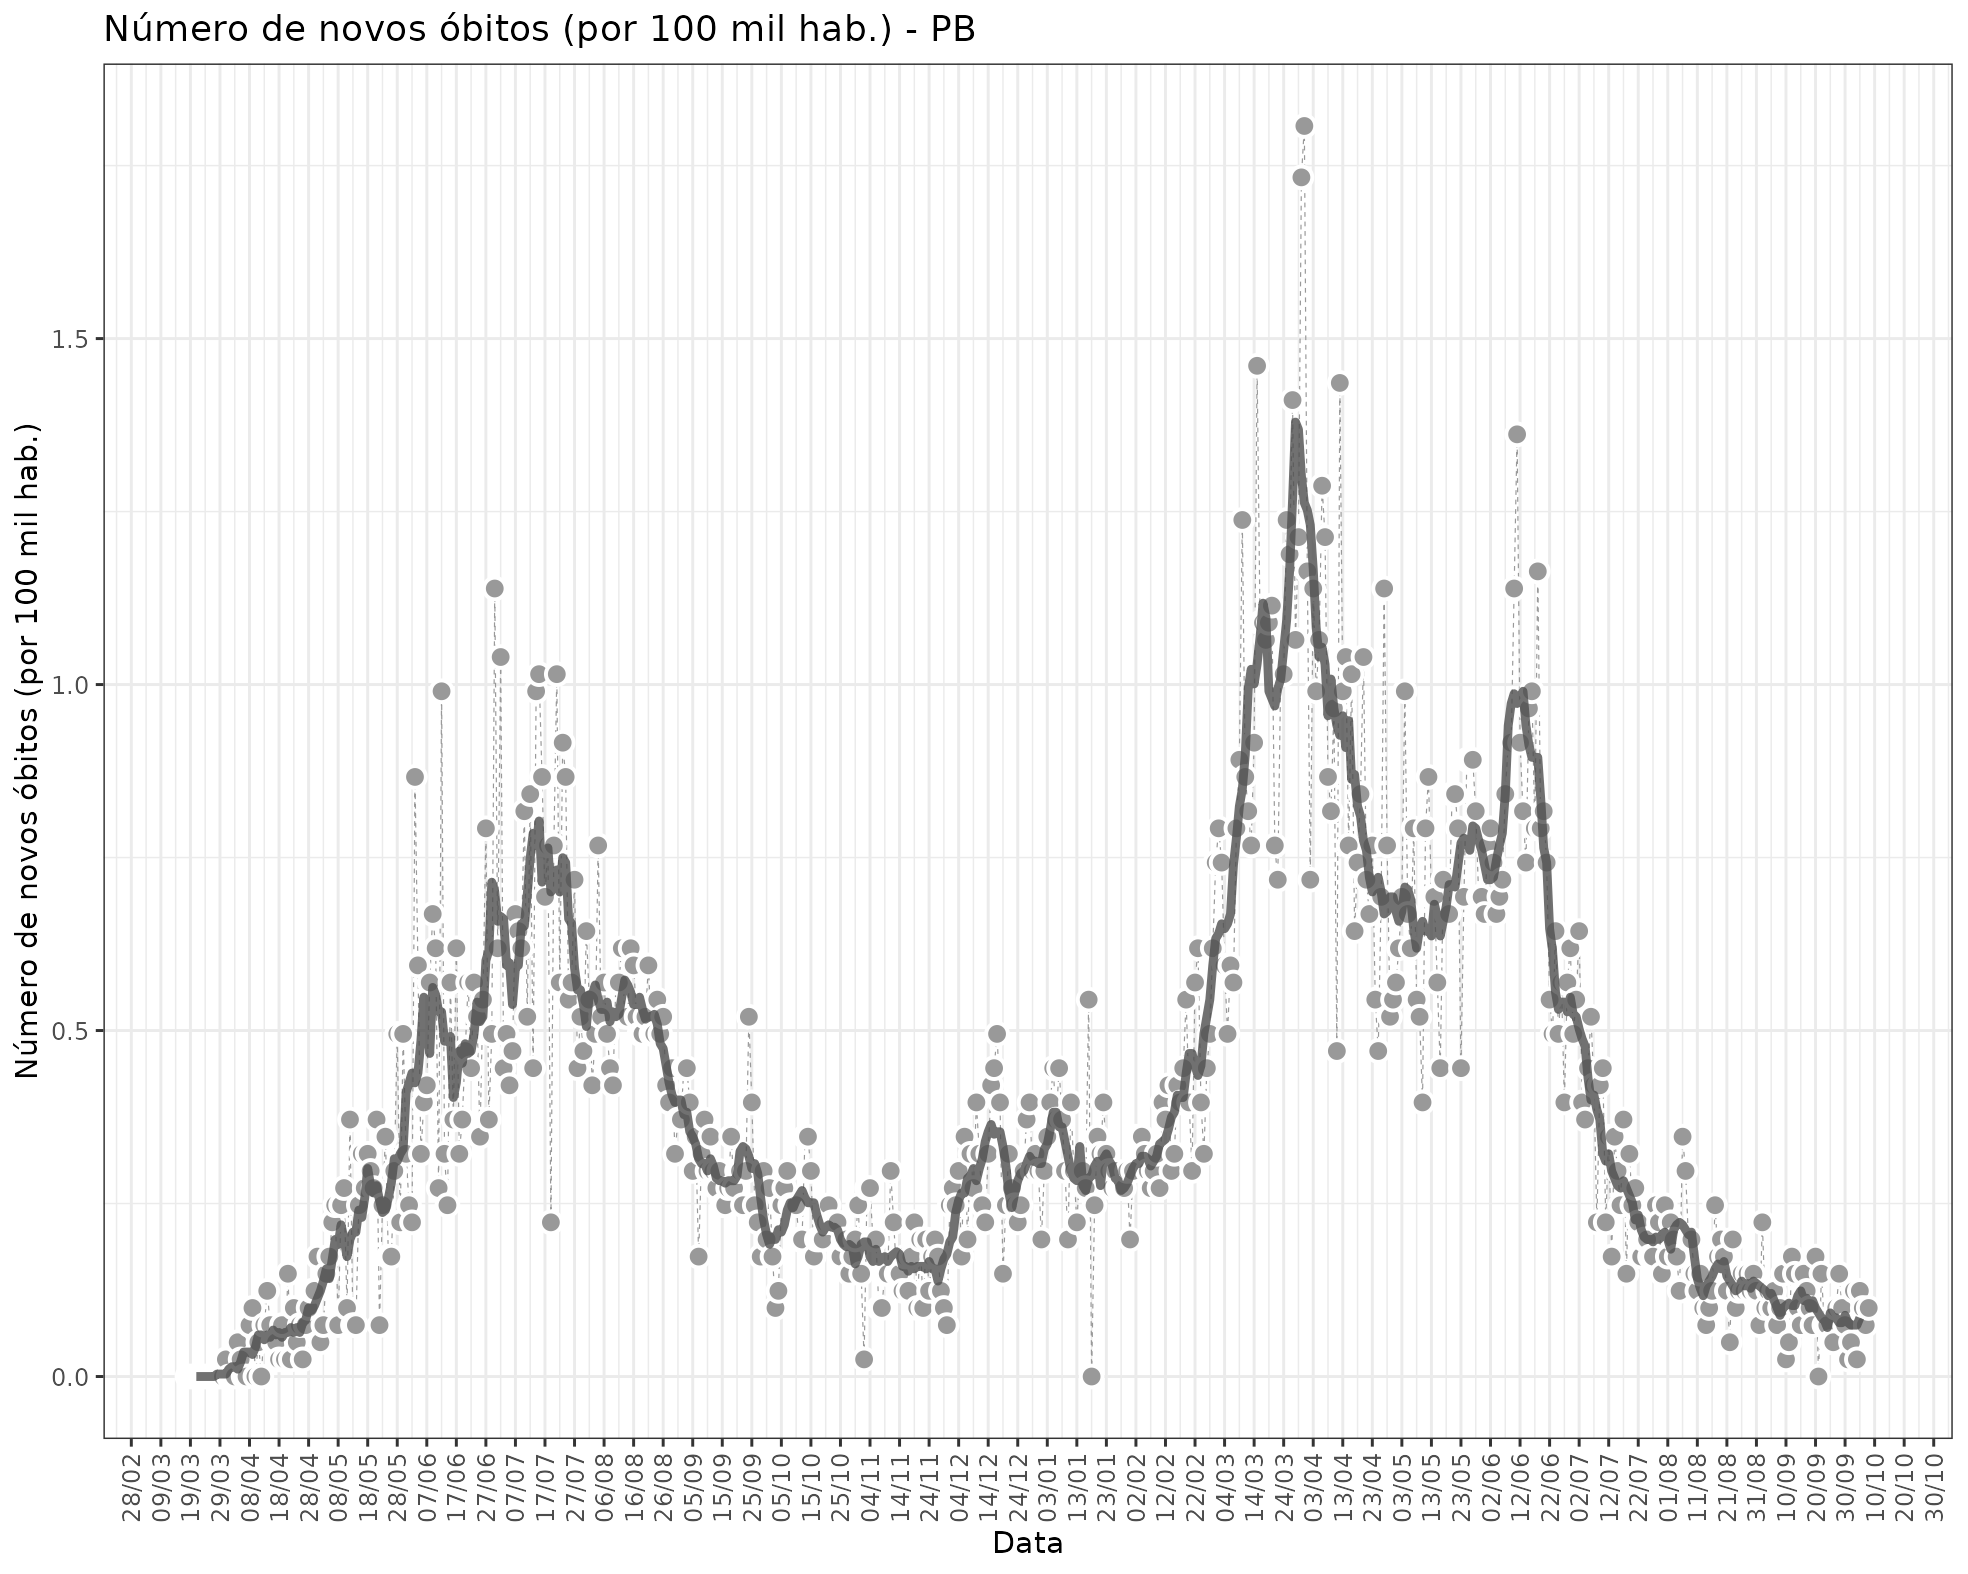 Número de novos óbitos (por 100 mil hab.) - PB
Número de novos óbitos (por 100 mil hab.)
1.5
1.0
0.5
0.0
28/02 09/03 19/03 29/03 08/04 18/04 28/04 08/05 18/05 28/05 07/06 17/06 27/06 07/07 17/07 27/07 06/08 16/08 26/08 05/09 15/09 25/09 05/10 15/10 25/10 04/11 14/11 24/11 04/12 14/12 24/12 03/01 13/01 23/01 02/02 12/02 22/02 04/03 14/03 24/03 03/04 13/04 23/04 03/05 13/05 23/05 02/06 12/06 22/06 02/07 12/07 22/07 01/08 11/08 21/08 31/08 10/09 20/09 30/09 10/10 20/10 30/10
Data